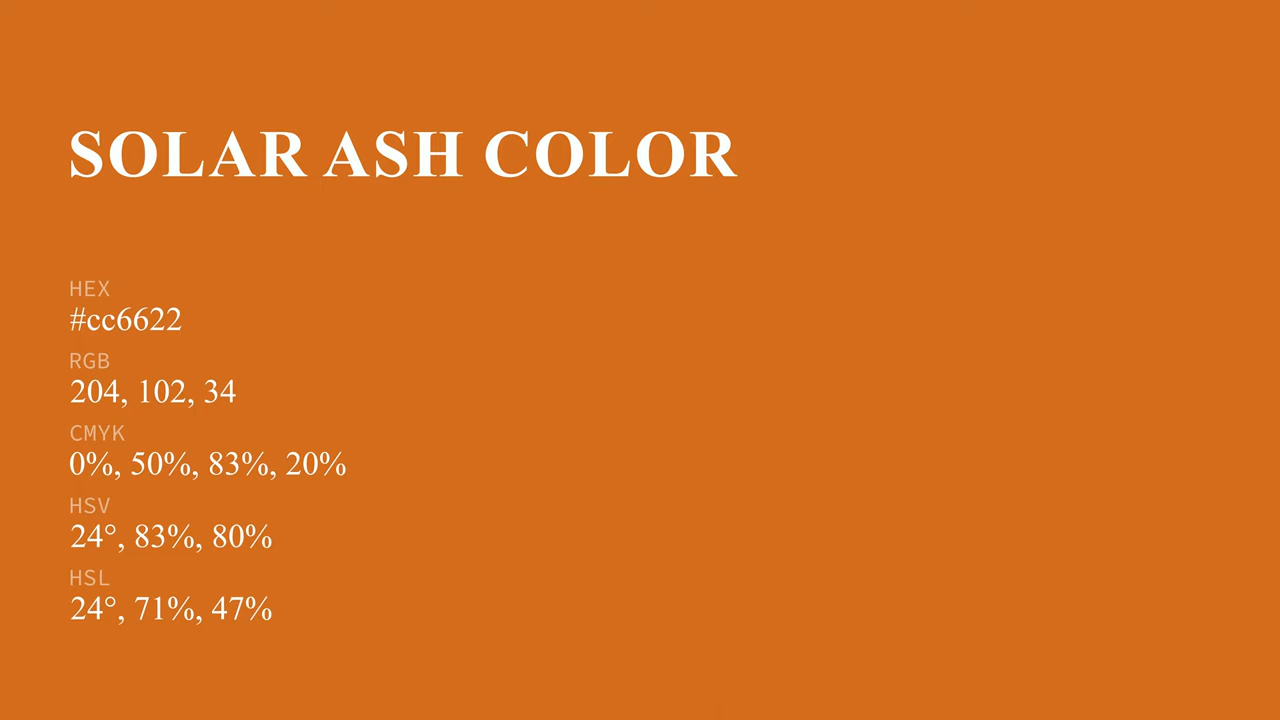 SOLAR ASH COLOR
HEX
#cc6622
RGB
204, 102, 34
CMYK
0%, 50%, 83%, 20%
HSV
24°, 83%, 80%
HSL
24°, 71%, 47%